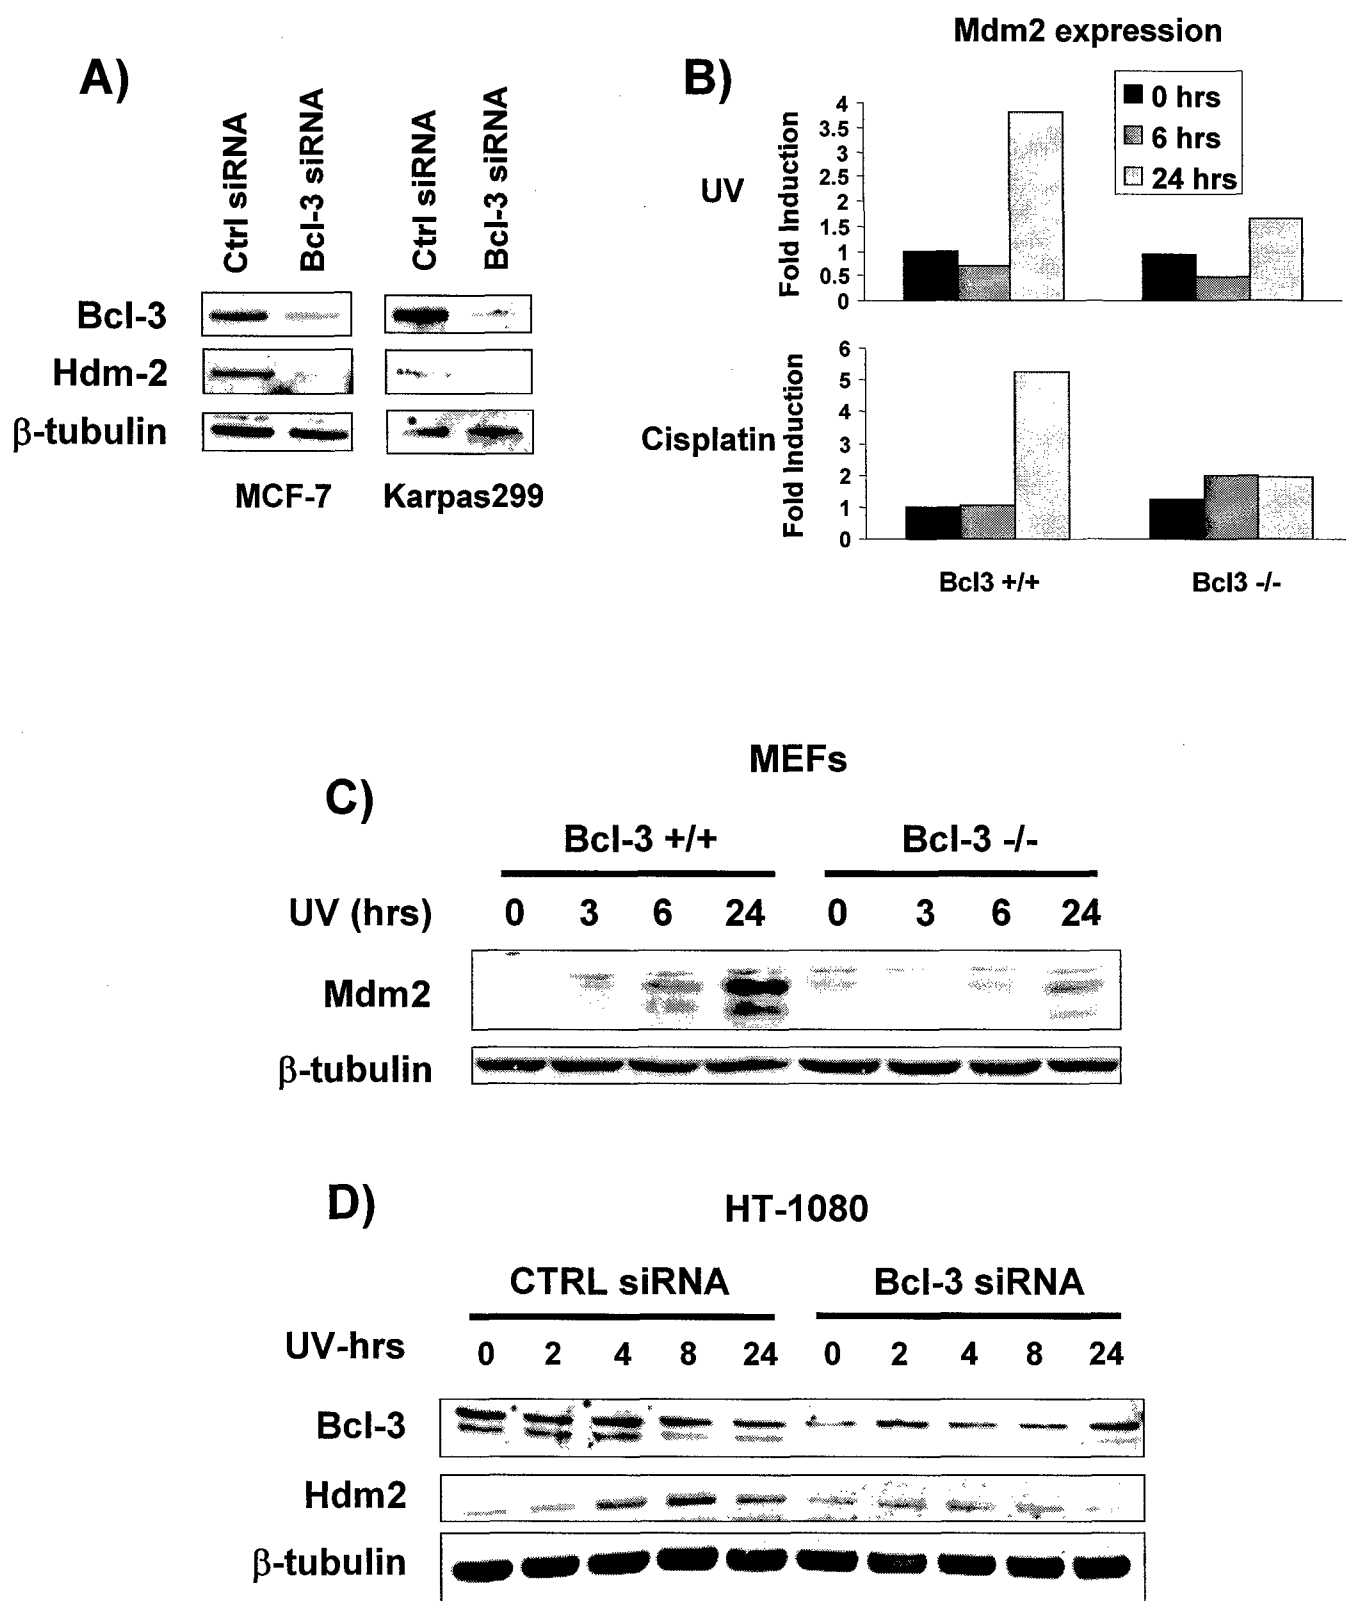 A)
Ctrl siRNA
Bcl-3 siRNA
Ctrl siRNA
Bcl-3 siRNA
Bcl-3
Hdm-2
β-tubulin
MCF-7 Karpas299
B)
Mdm2 expression
0 hrs
6 hrs
24 hrs
UV
Fold Induction
4
3.5
3
2.5
2
1.5
1
0.5
0
Cisplatin
Fold Induction
6
5
4
3
2
1
0
Bcl3 +/+ Bcl3 -/-
C)
MEFs
Bcl-3 +/+ Bcl-3 -/-
UV (hrs) 0 3 6 24 0 3 6 24
Mdm2
β-tubulin
D)
HT-1080
CTRL siRNA Bcl-3 siRNA
UV-hrs 0 2 4 8 24 0 2 4 8 24
Bcl-3
Hdm2
β-tubulin